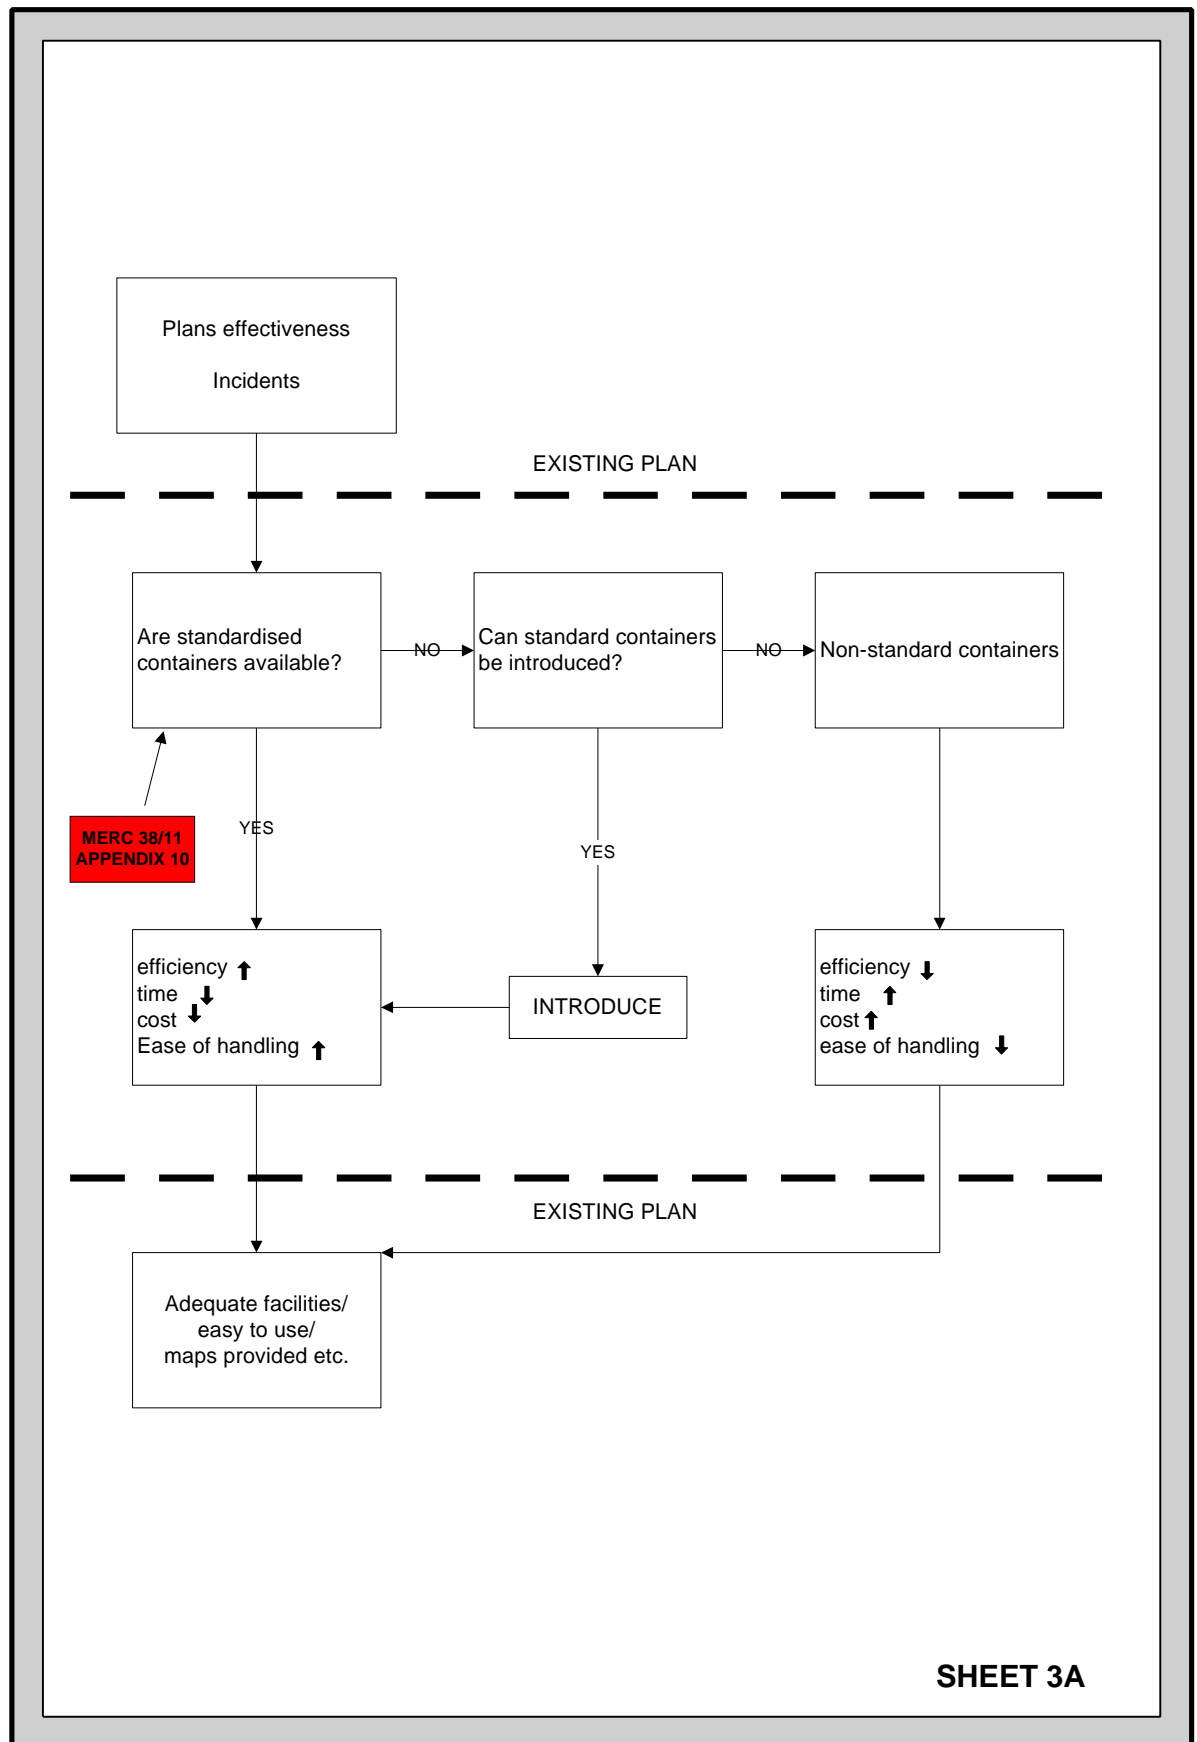 Plans effectiveness
Incidents
EXISTING PLAN
Are standardised
containers available?
NO
Can standard containers
be introduced?
NO
Non-standard containers
MERC 38/11
APPENDIX 10
YES
YES
efficiency ⬆
time ⬇
cost ⬇
Ease of handling ⬆
INTRODUCE
efficiency ⬇
time ⬆
cost ⬆
ease of handling ⬇
EXISTING PLAN
Adequate facilities/
easy to use/
maps provided etc.
SHEET 3A